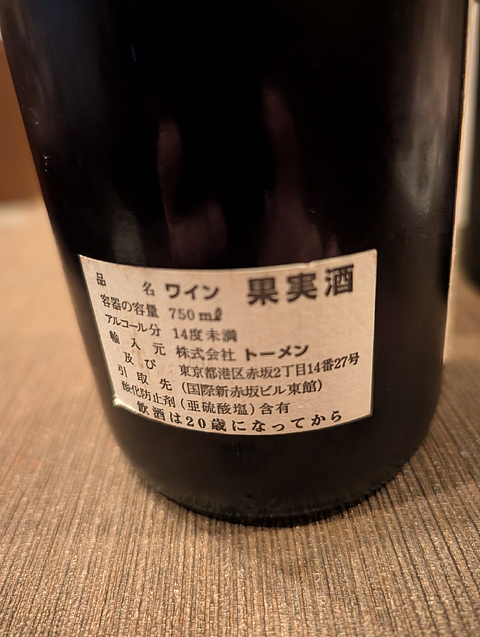 品名 ワイン 果実酒
容器の容量 750mℓ
アルコール分 14度未満
輸入元 株式会社 トーメン
及び 東京都港区赤坂2丁目14番27号
引取先 (国際新赤坂ビル東館)
酸化防止剤(亜硫酸塩)含有
飲酒は20歳になってから